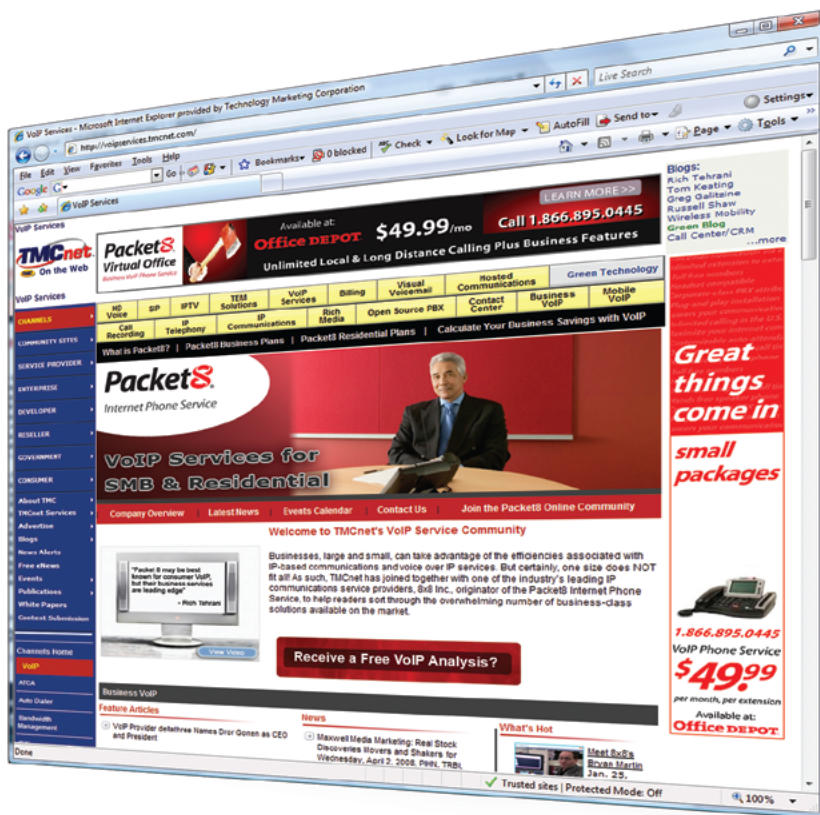 VoIP Services - Microsoft Internet Explorer provided by Technology Marketing Corporation
http://voipservices.tmcnet.com/
Live Search
File Edit View Favorites Tools Help
Google G
Go
Bookmarks
0 blocked
Check
Look for Map
AutoFill
Send to
Settings
VoIP Services
Page
Tools
VoIP Services
TMCnet
On the Web
VoIP Services
Packet8
Virtual Office
Business VoIP Phone Service
Available at:
Office DEPOT
$49.99/mo
LEARN MORE >>
Call 1.866.895.0445
Unlimited Local & Long Distance Calling Plus Business Features
Blogs:
Rich Tehrani
Tom Keating
Greg Galitzine
Russell Shaw
Wireless Mobility
Green Blog
Call Center/CRM
...more
HD Voice
SIP
IPTV
TEM Solutions
VoIP Services
Billing
Visual Voicemail
Hosted Communications
Green Technology
Call Recording
IP Telephony
IP Communications
Rich Media
Open Source PBX
Contact Center
Business VoIP
Mobile VoIP
What is Packet8? | Packet8 Business Plans | Packet8 Residential Plans | Calculate Your Business Savings with VoIP
CHANNELS
COMMUNITY SITES
SERVICE PROVIDER
ENTERPRISE
DEVELOPER
RESELLER
GOVERNMENT
CONSUMER
About TMC
TMCnet Services
Advertise
Blogs
News Alerts
Free eNews
Events
Publications
White Papers
Content Submission
Channels Home
VoIP
ATCA
Auto Dialer
Bandwidth
Management
Packet8
Internet Phone Service
VoIP Services for
SMB & Residential
Company Overview | Latest News | Events Calendar | Contact Us | Join the Packet8 Online Community
Welcome to TMCnet's VoIP Service Community
"Packet 8 may be best
known for consumer VoIP,
but their business services
are leading edge"
- Rich Tehrani
View Video
Businesses, large and small, can take advantage of the efficiencies associated with
IP-based communications and voice over IP services. But certainly, one size does NOT
fit all! As such, TMCnet has joined together with one of the industry's leading IP
communications service providers, 8x8 Inc., originator of the Packet8 Internet Phone
Service, to help readers sort through the overwhelming number of business-class
solutions available on the market.
Receive a Free VoIP Analysis?
Business VoIP
Feature Articles
VoIP Provider deltathree Names Dror Gonen as CEO
and President
News
Maxwell Media Marketing: Real Stock
Discoveries Movers and Shakers for
Wednesday, April 2, 2008, PHN, TRBI,
What's Hot
Meet 8x8's
Bryan Martin
Jan. 25,
Great
things
come in
small
packages
1.866.895.0445
VoIP Phone Service
$49.99
per month, per extension
Available at:
Office DEPOT
Done
Trusted sites | Protected Mode: Off
100%